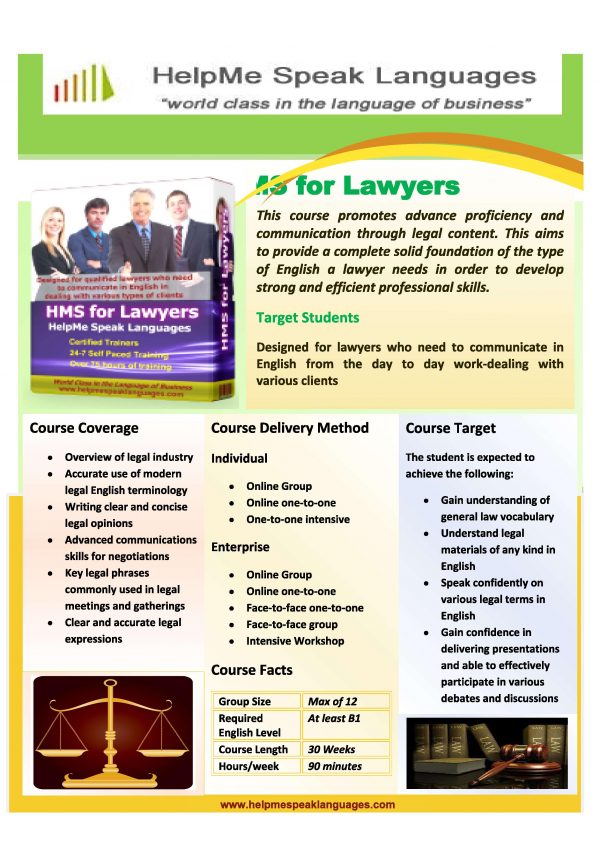 HelpMe Speak Languages
“world class in the language of business”
MS for Lawyers
This course promotes advance proficiency and
communication through legal content. This aims
to provide a complete solid foundation of the type
of English a lawyer needs in order to develop
strong and efficient professional skills.
Target Students
Designed for lawyers who need to communicate in
English from the day to day work-dealing with
various clients
Designed for qualified lawyers who need
to communicate in English in
dealing with various types of clients
HMS for Lawyers
HelpMe Speak Languages
Certified Trainers
24-7 Self Paced Training
Over 75 hours of training
World Class in the Language of Business
www.helpmespeaklanguages.com
HMS for Lawyers
Course Coverage
• Overview of legal industry
• Accurate use of modern
legal English terminology
• Writing clear and concise
legal opinions
• Advanced communications
skills for negotiations
• Key legal phrases
commonly used in legal
meetings and gatherings
• Clear and accurate legal
expressions
Course Delivery Method
Individual
• Online Group
• Online one-to-one
• One-to-one intensive
Enterprise
• Online Group
• Online one-to-one
• Face-to-face one-to-one
• Face-to-face group
• Intensive Workshop
Course Facts
Group Size Max of 12
Required At least B1
English Level
Course Length 30 Weeks
Hours/week 90 minutes
Course Target
The student is expected to
achieve the following:
• Gain understanding of
general law vocabulary
• Understand legal
materials of any kind in
English
• Speak confidently on
various legal terms in
English
• Gain confidence in
delivering presentations
and able to effectively
participate in various
debates and discussions
LAW LAW LAW LAW
www.helpmespeaklanguages.com